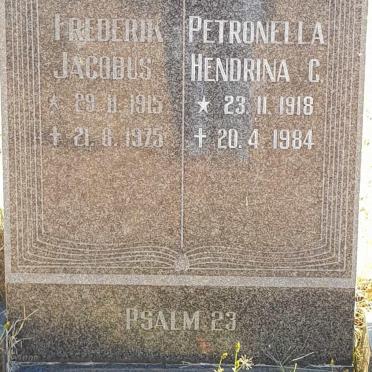 FREDERIK
JACOBUS
★ 29.11.1915
✝ 21.8.1975
PETRONELLA
HENDRINA C.
★ 23.11.1918
✝ 20.4.1984
PSALM 23